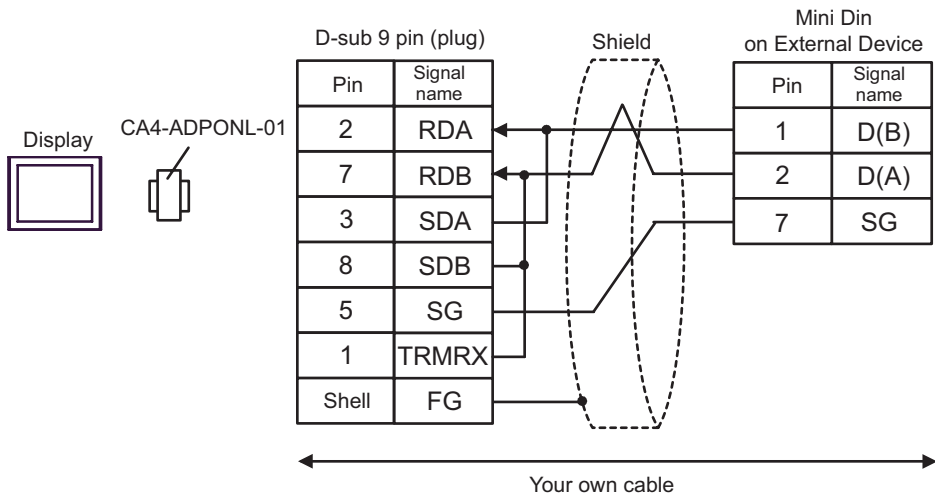 D-sub 9 pin (plug)
Shield
Mini Din
on External Device
Pin Signal name
Pin Signal name
Display
CA4-ADPONL-01
2 RDA
1 D(B)
7 RDB
2 D(A)
3 SDA
7 SG
8 SDB
5 SG
1 TRMRX
Shell FG
Your own cable